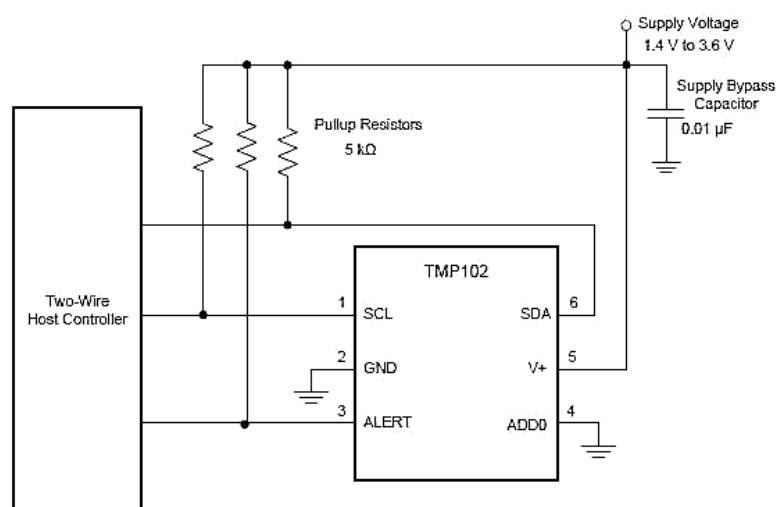 Supply Voltage
1.4 V to 3.6 V
Supply Bypass
Capacitor
0.01 µF
Pullup Resistors
5 kΩ
Two-Wire
Host Controller
TMP102
1
SCL
SDA
6
2
GND
V+
5
3
ALERT
ADD0
4